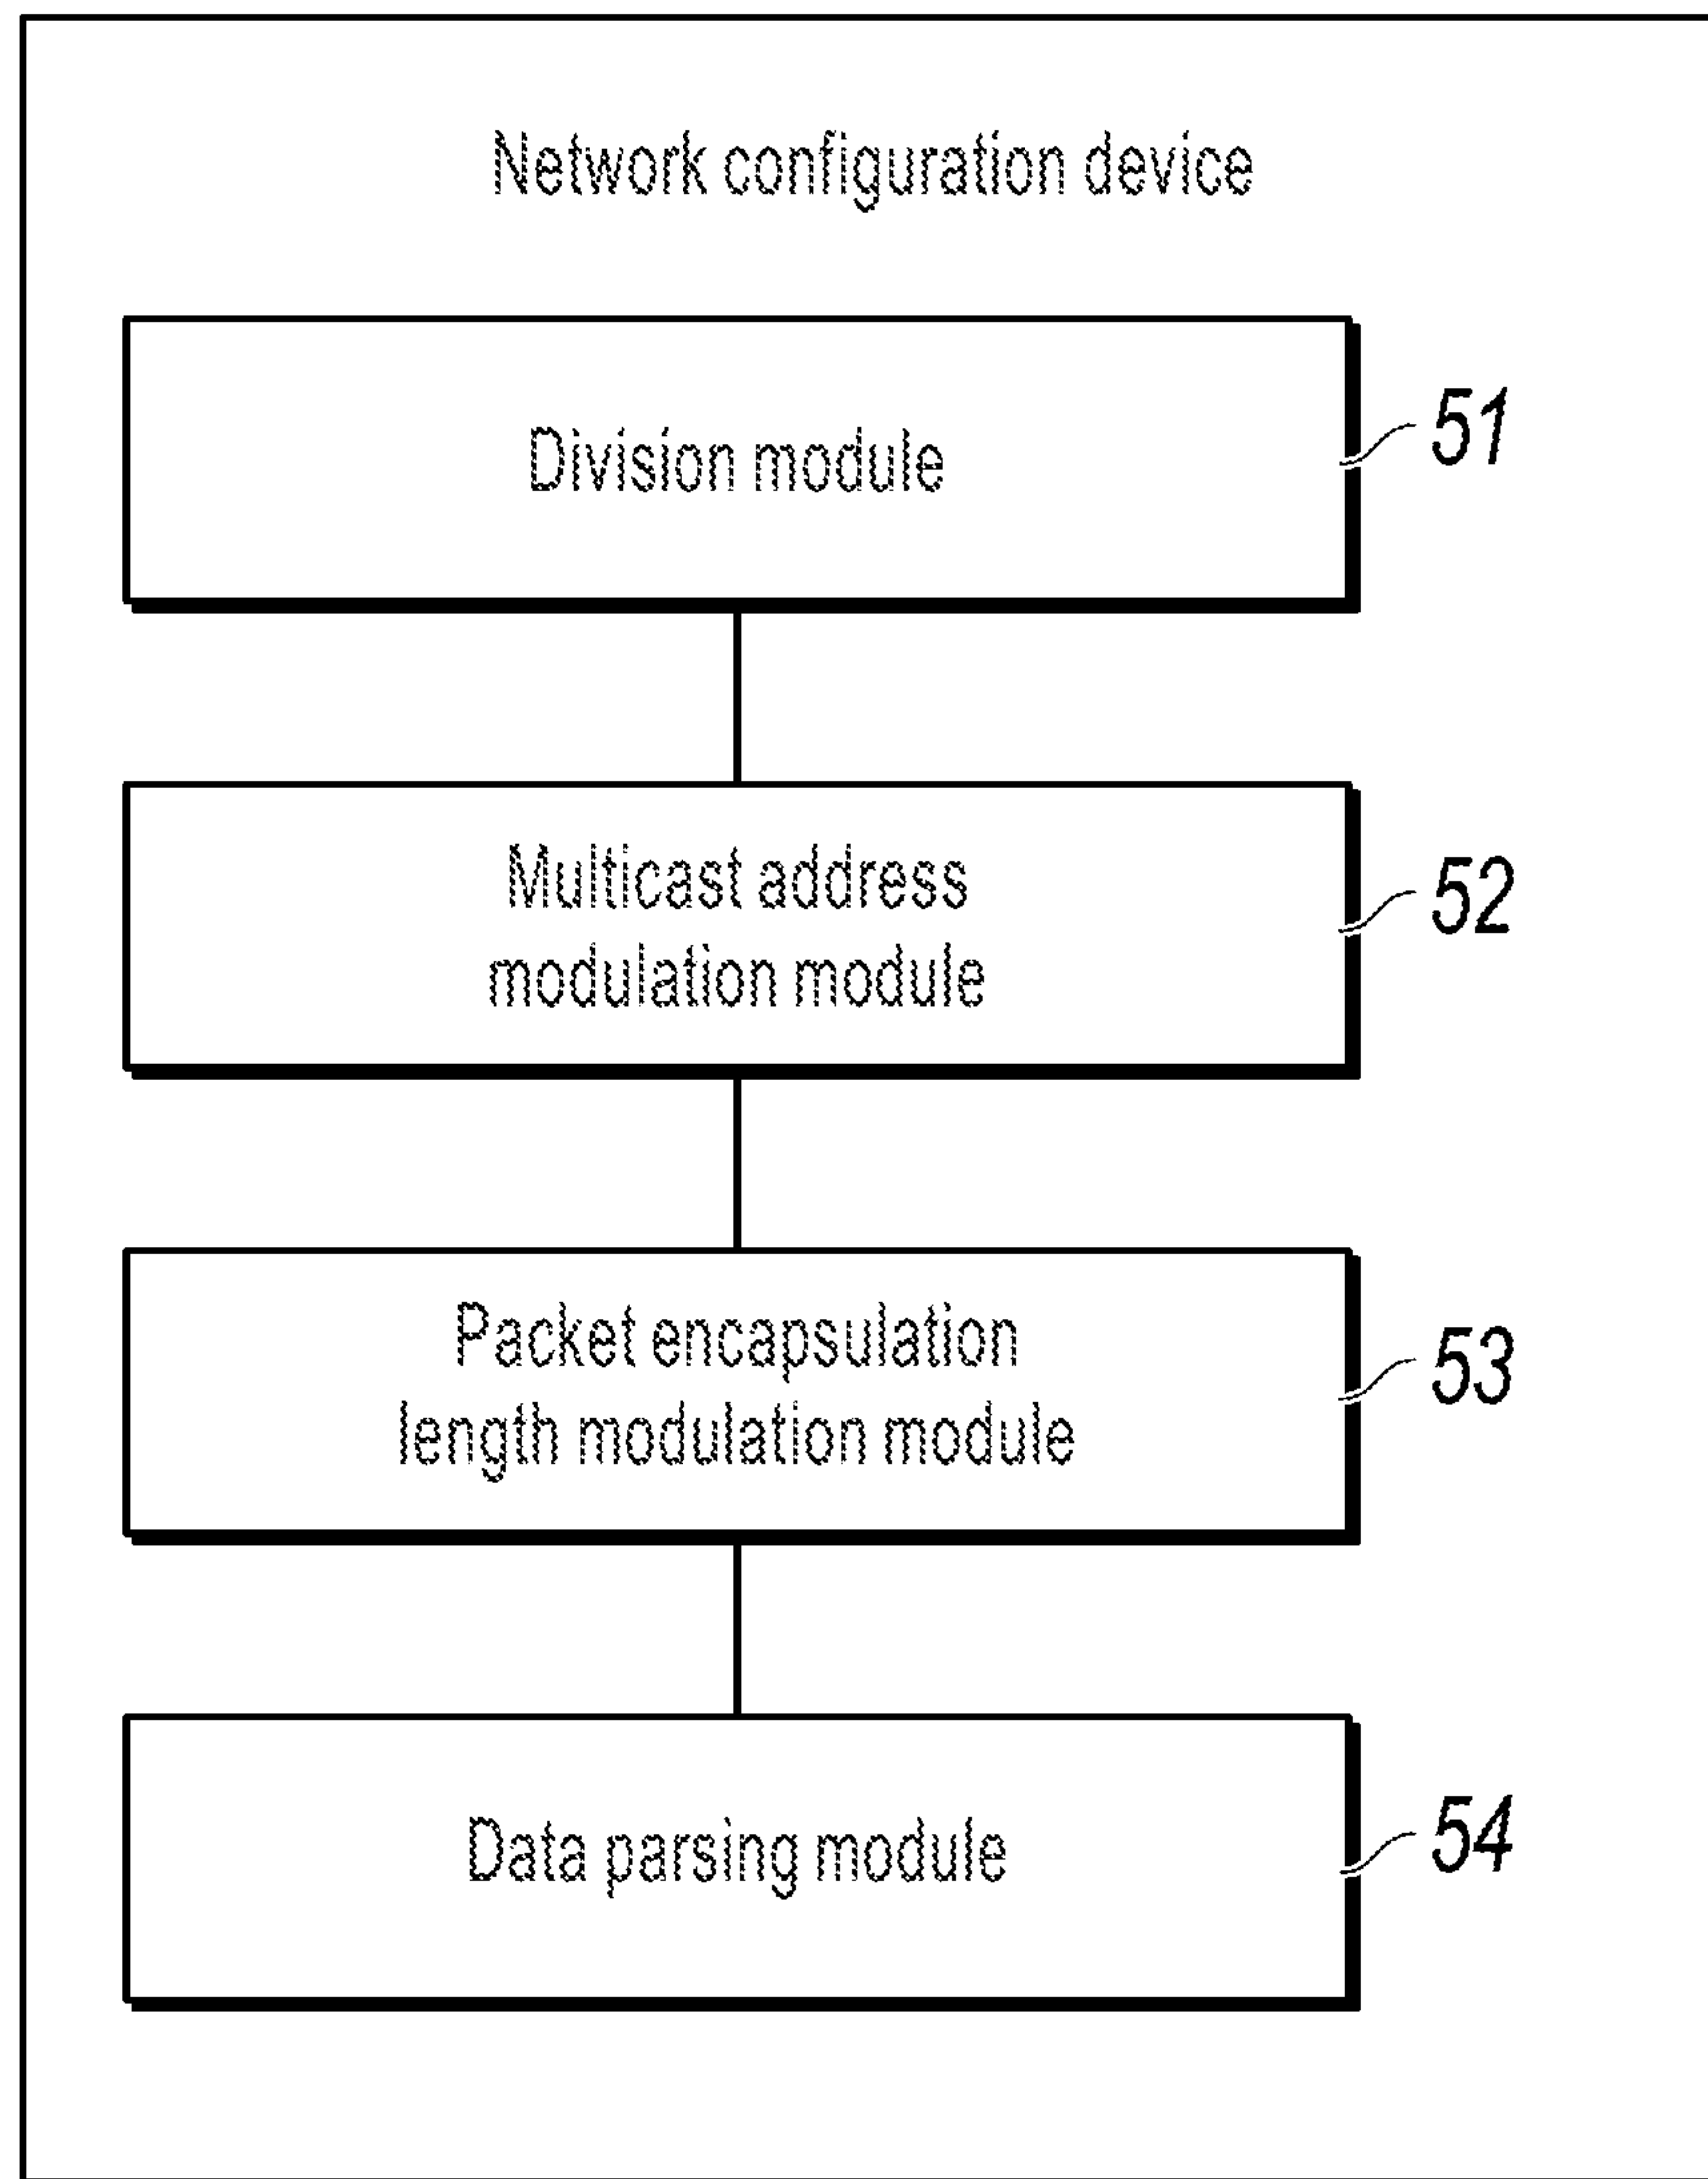 Network configuration device
Division module
51
Multicast address
modulation module
52
Packet encapsulation
length modulation module
53
Data parsing module
54